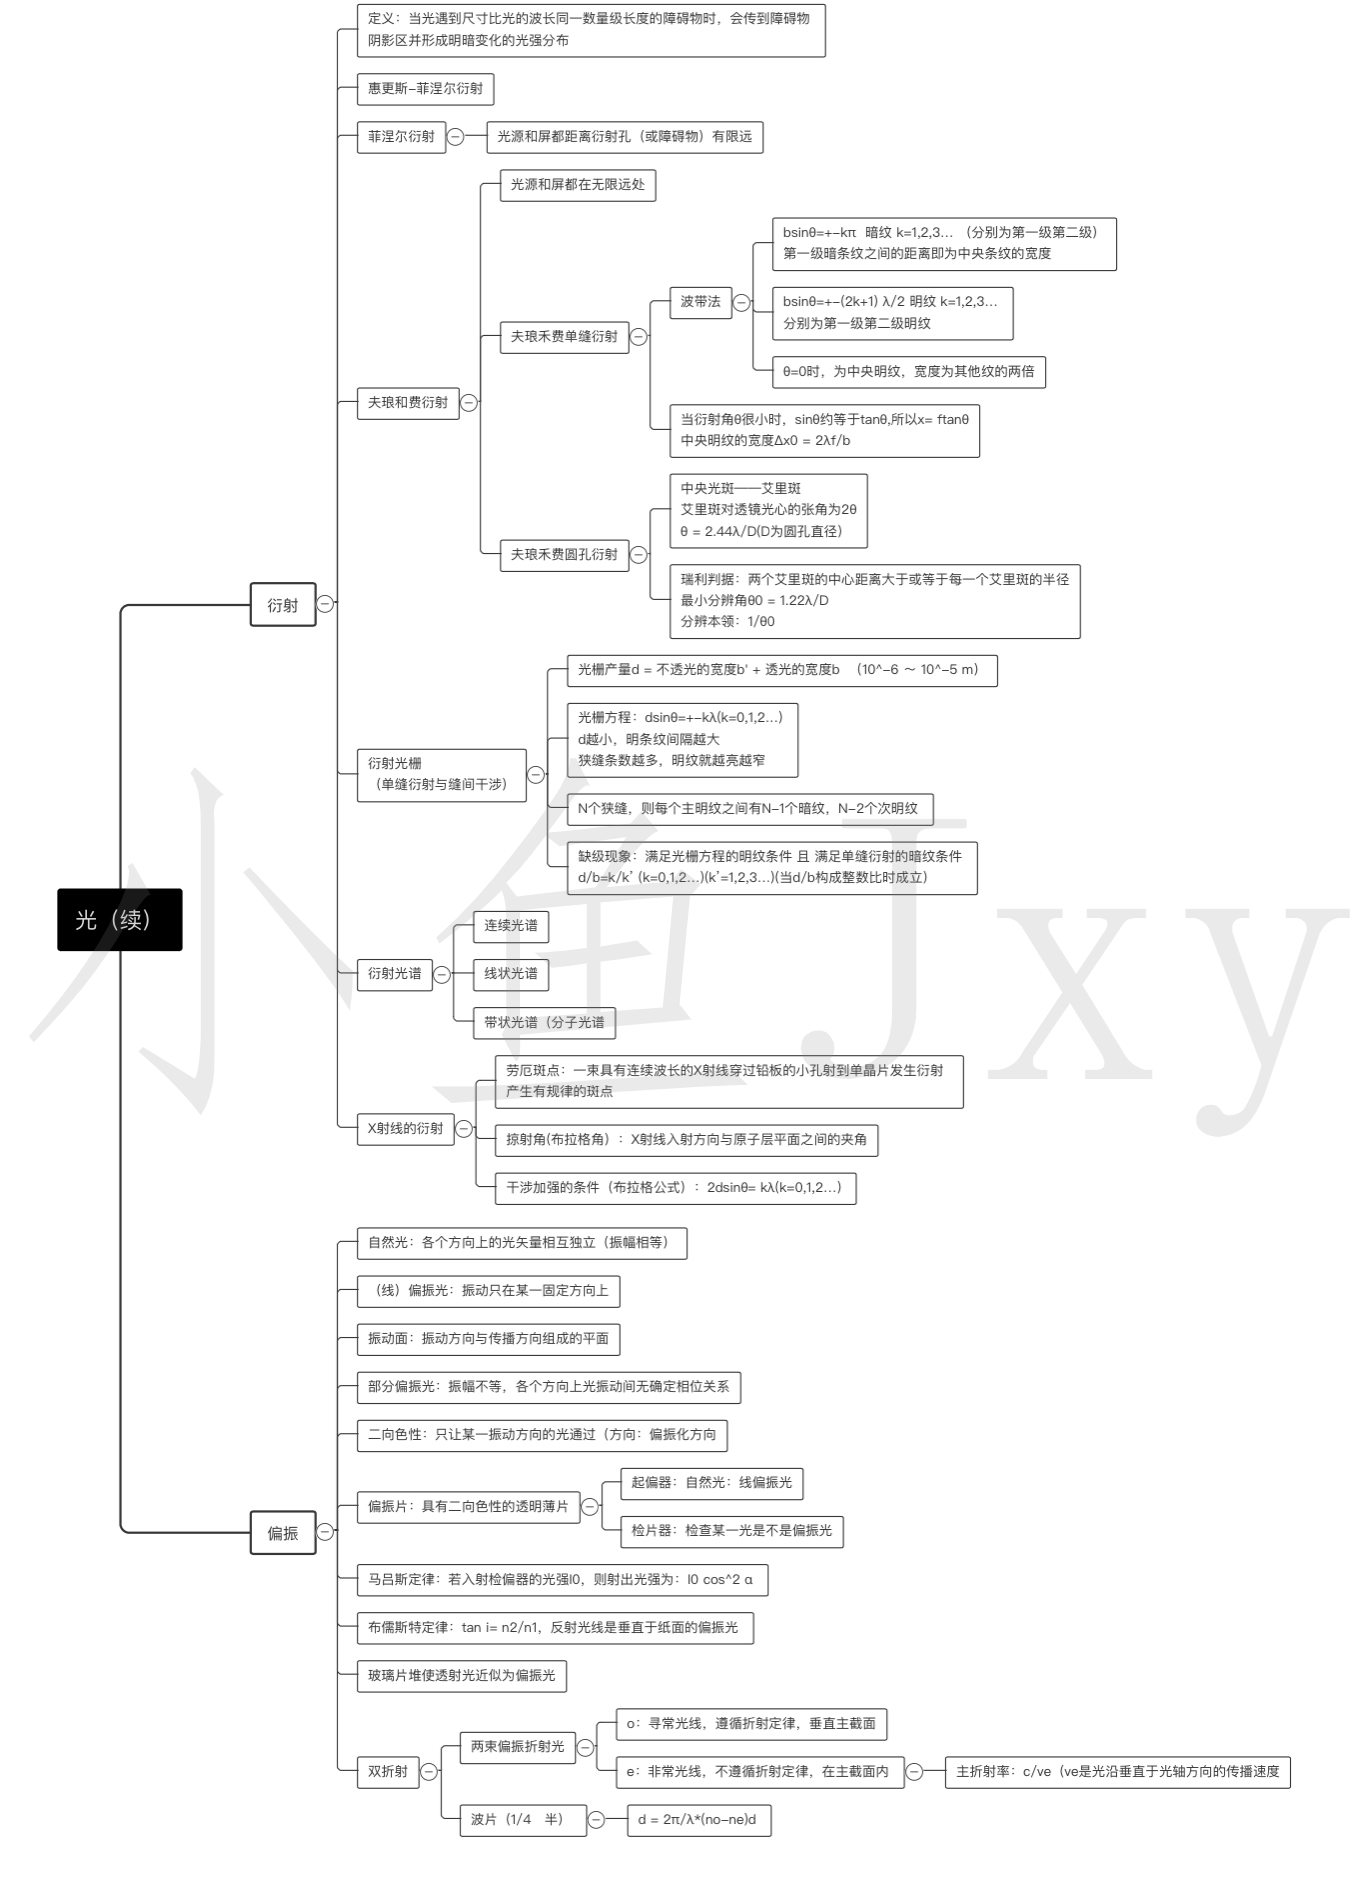 定义：当光遇到尺寸比光的波长同一数量级长度的障碍物时，会传到障碍物
阴影区并形成明暗变化的光强分布
惠更斯–菲涅尔衍射
菲涅尔衍射
光源和屏都距离衍射孔（或障碍物）有限远
光源和屏都在无限远处
bsinθ=+–kπ 暗纹 k=1,2,3... （分别为第一级第二级）
第一级暗条纹之间的距离即为中央条纹的宽度
波带法
bsinθ=+–(2k+1) λ/2 明纹 k=1,2,3...
分别为第一级第二级明纹
夫琅禾费单缝衍射
θ=0时，为中央明纹，宽度为其他纹的两倍
夫琅和费衍射
当衍射角θ很小时，sinθ约等于tanθ,所以x= ftanθ
中央明纹的宽度Δx0 = 2λf/b
中央光斑——艾里斑
艾里斑对透镜光心的张角为2θ
θ = 2.44λ/D(D为圆孔直径)
夫琅禾费圆孔衍射
瑞利判据：两个艾里斑的中心距离大于或等于每一个艾里斑的半径
最小分辨角θ0 = 1.22λ/D
分辨本领：1/θ0
衍射
光栅产量d = 不透光的宽度b' + 透光的宽度b （10^–6 ～ 10^–5 m）
光栅方程：dsinθ=+–kλ(k=0,1,2...)
d越小，明条纹间隔越大
狭缝条数越多，明纹就越亮越窄
衍射光栅
（单缝衍射与缝间干涉）
N个狭缝，则每个主明纹之间有N–1个暗纹，N–2个次明纹
缺级现象：满足光栅方程的明纹条件 且 满足单缝衍射的暗纹条件
d/b=k/k’ (k=0,1,2...)(k’=1,2,3...)(当d/b构成整数比时成立)
光（续）
连续光谱
衍射光谱
线状光谱
带状光谱（分子光谱
劳厄斑点：一束具有连续波长的X射线穿过铅板的小孔射到单晶片发生衍射
产生有规律的斑点
X射线的衍射
掠射角(布拉格角）：X射线入射方向与原子层平面之间的夹角
干涉加强的条件（布拉格公式）：2dsinθ= kλ(k=0,1,2...)
自然光：各个方向上的光矢量相互独立（振幅相等）
（线）偏振光：振动只在某一固定方向上
振动面：振动方向与传播方向组成的平面
部分偏振光：振幅不等，各个方向上光振动间无确定相位关系
二向色性：只让某一振动方向的光通过（方向：偏振化方向
起偏器：自然光：线偏振光
偏振片：具有二向色性的透明薄片
检片器：检查某一光是不是偏振光
偏振
马吕斯定律：若入射检偏器的光强I0，则射出光强为：I0 cos^2 α
布儒斯特定律：tan i= n2/n1，反射光线是垂直于纸面的偏振光
玻璃片堆使透射光近似为偏振光
o：寻常光线，遵循折射定律，垂直主截面
两束偏振折射光
双折射
e：非常光线，不遵循折射定律，在主截面内
主折射率：c/ve（ve是光沿垂直于光轴方向的传播速度
波片（1/4 半）
d = 2π/λ*(no–ne)d
小鱼Jxy